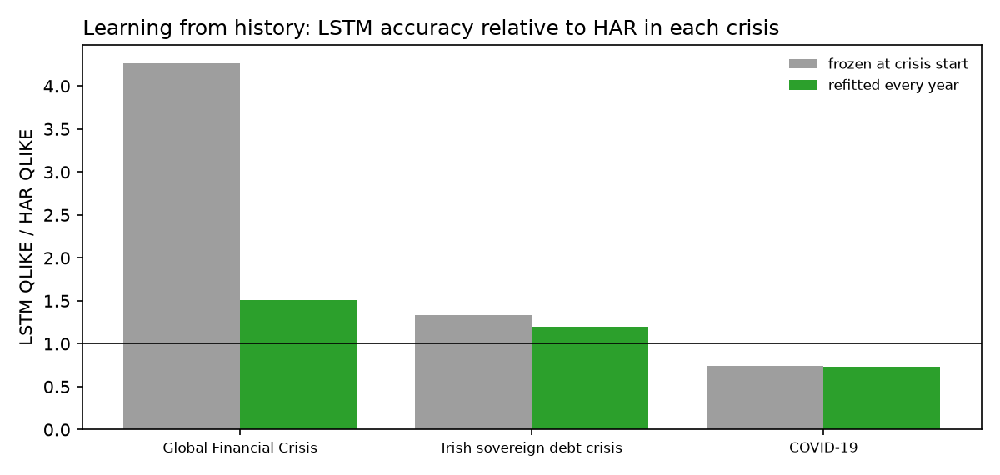 Learning from history: LSTM accuracy relative to HAR in each crisis
frozen at crisis start
refitted every year
LSTM QLIKE / HAR QLIKE
4.0
3.5
3.0
2.5
2.0
1.5
1.0
0.5
0.0
Global Financial Crisis
Irish sovereign debt crisis
COVID-19